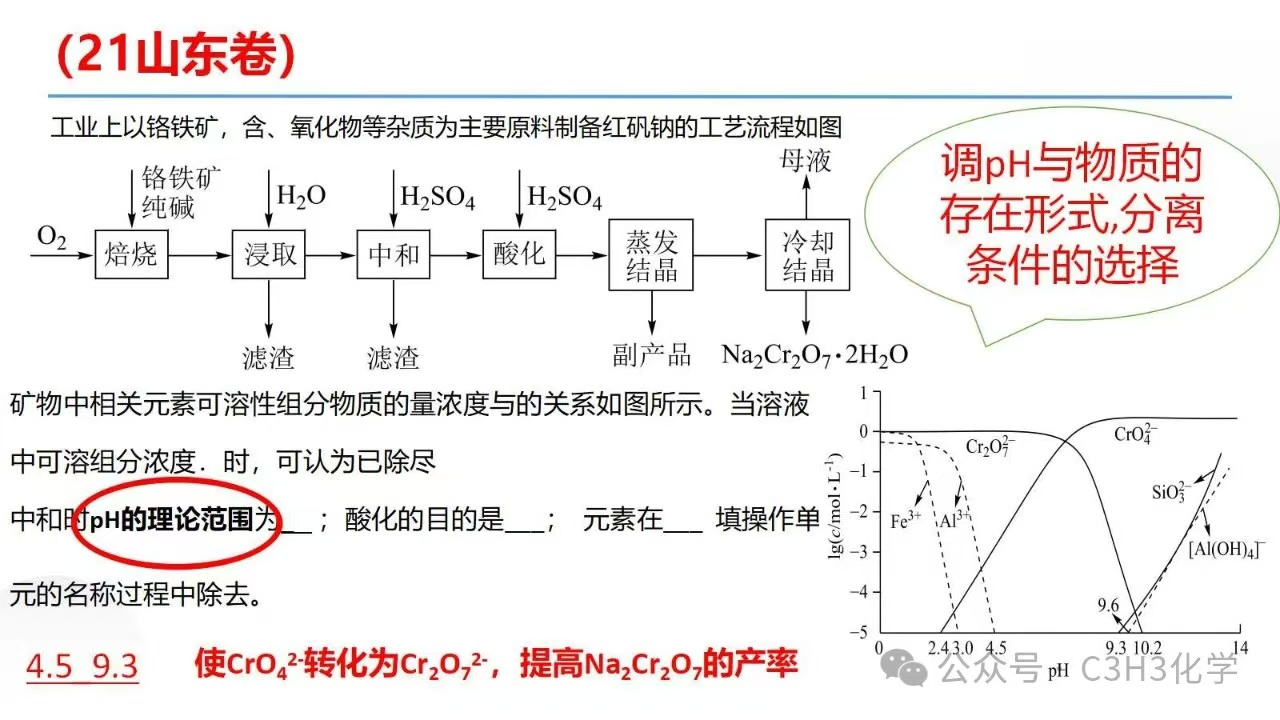 (21山东卷)
工业上以铬铁矿，含、氧化物等杂质为主要原料制备红矾钠的工艺流程如图
调pH与物质的
存在形式,分离
条件的选择
母液
铬铁矿
纯碱
H₂O
H₂SO₄
H₂SO₄
O₂
焙烧
浸取
中和
酸化
蒸发
结晶
冷却
结晶
滤渣
滤渣
副产品
Na₂Cr₂O₇·2H₂O
矿物中相关元素可溶性组分物质的量浓度与的关系如图所示。当溶液
中可溶组分浓度．时，可认为已除尽
中和时pH的理论范围为__；酸化的目的是___； 元素在___ 填操作单
元的名称过程中除去。
4.5_9.3
使CrO₄²⁻转化为Cr₂O₇²⁻，提高Na₂Cr₂O₇的产率
lg(c/mol·L⁻¹)
1
0
−1
−2
−3
−4
−5
Cr₂O₇²⁻
CrO₄²⁻
SiO₃²⁻
Fe³⁺
Al³⁺
[Al(OH)₄]⁻
9.6
0
2.4
3.0
4.5
9.3
10.2
14
pH
公众号 C3H3化学